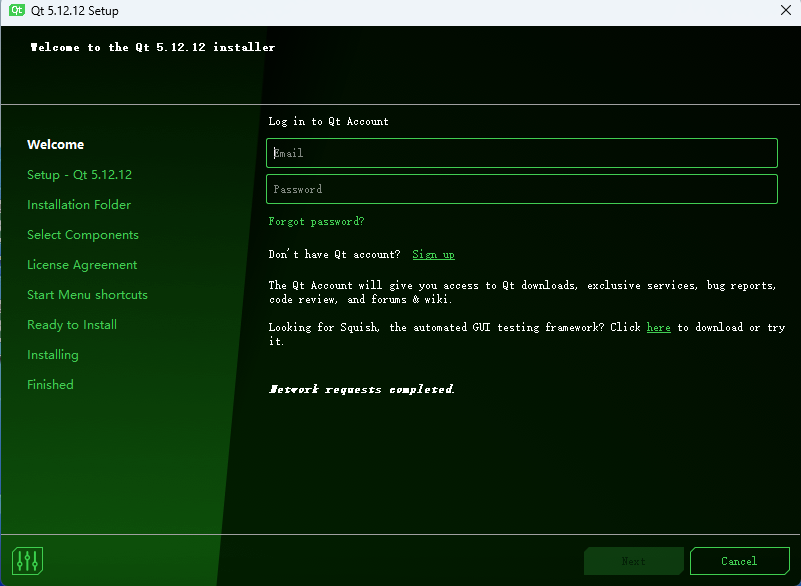 Qt Qt 5.12.12 Setup
Welcome to the Qt 5.12.12 installer
Welcome
Setup - Qt 5.12.12
Installation Folder
Select Components
License Agreement
Start Menu shortcuts
Ready to Install
Installing
Finished
Log in to Qt Account
Email
Password
Forgot password?
Don't have Qt account? Sign up
The Qt Account will give you access to Qt downloads, exclusive services, bug reports,
code review, and forums & wiki.
Looking for Squish, the automated GUI testing framework? Click here to download or try
it.
Network requests completed.
Next
Cancel